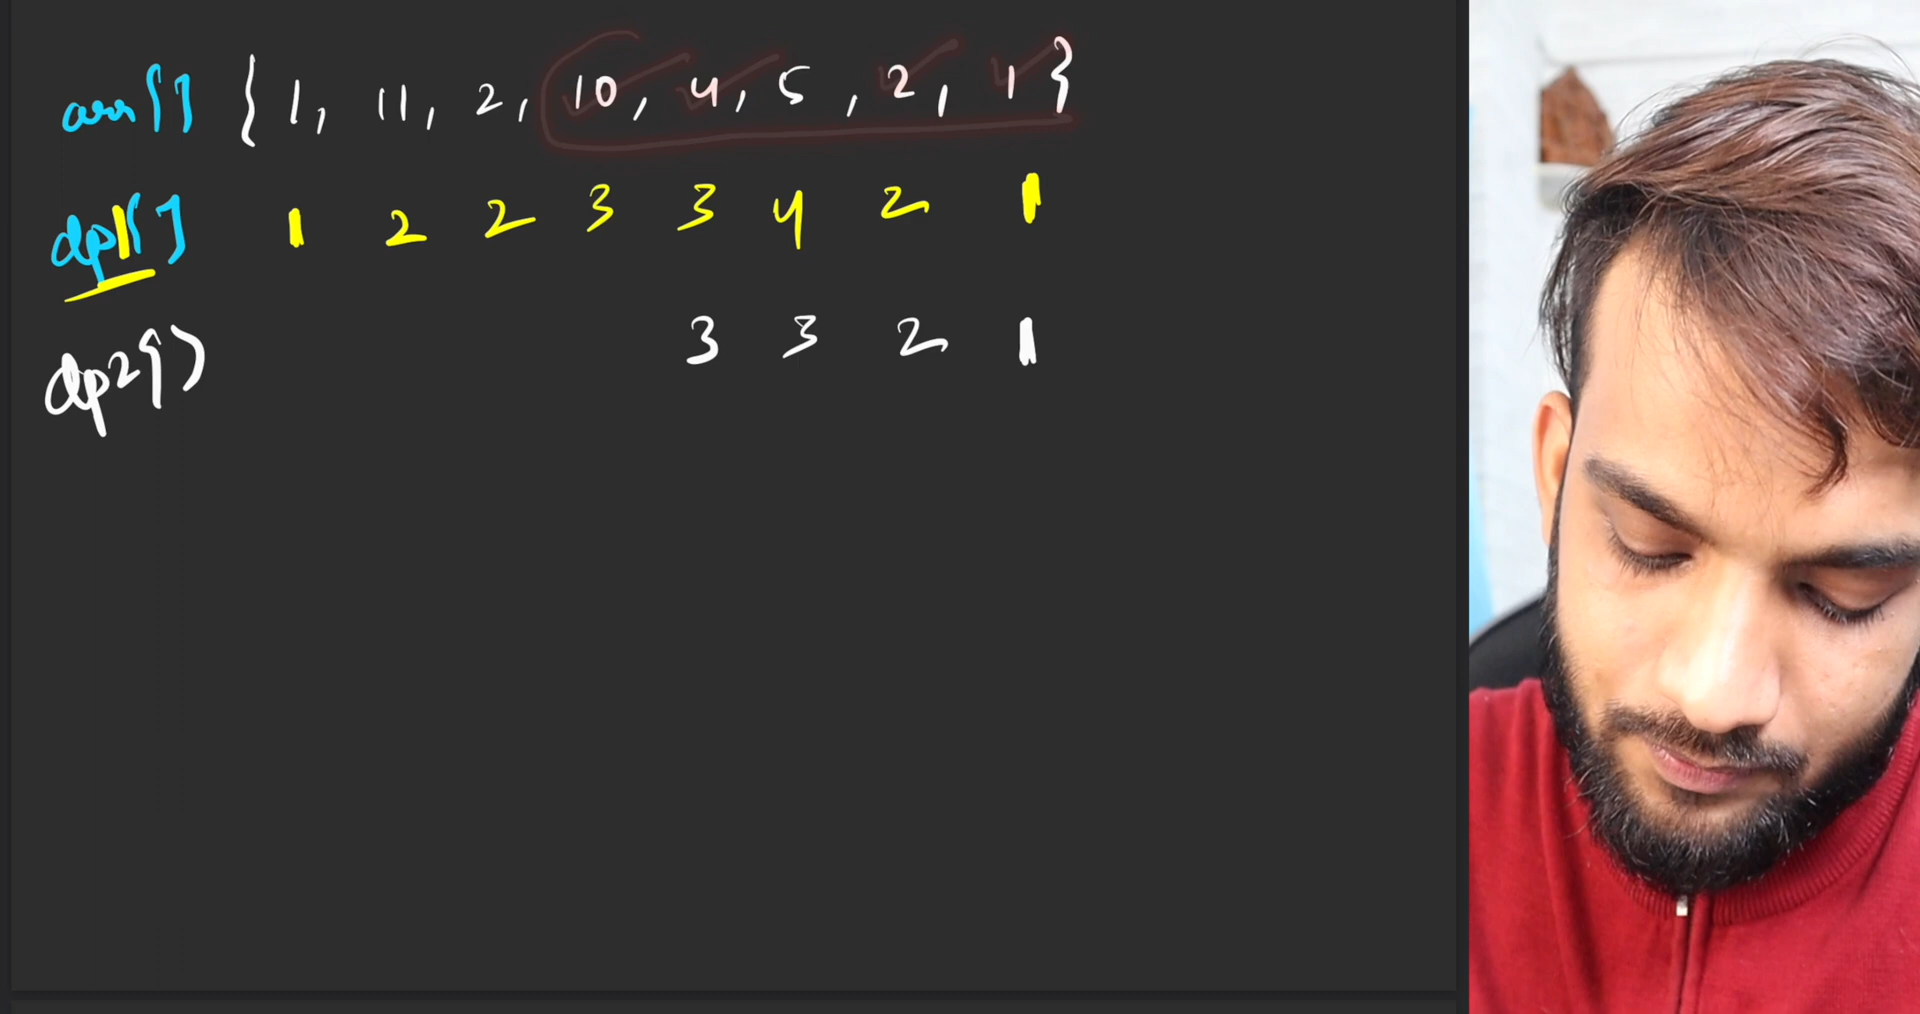 arr[] {1, 11, 2, 10, 4, 5, 2, 1}
dp1[] 1 2 2 3 3 4 2 1
dp2[] 3 3 2 1